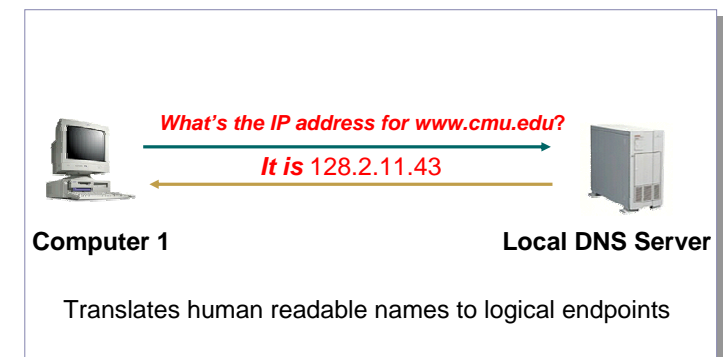 What's the IP address for www.cmu.edu?
It is 128.2.11.43
Computer 1
Local DNS Server
Translates human readable names to logical endpoints